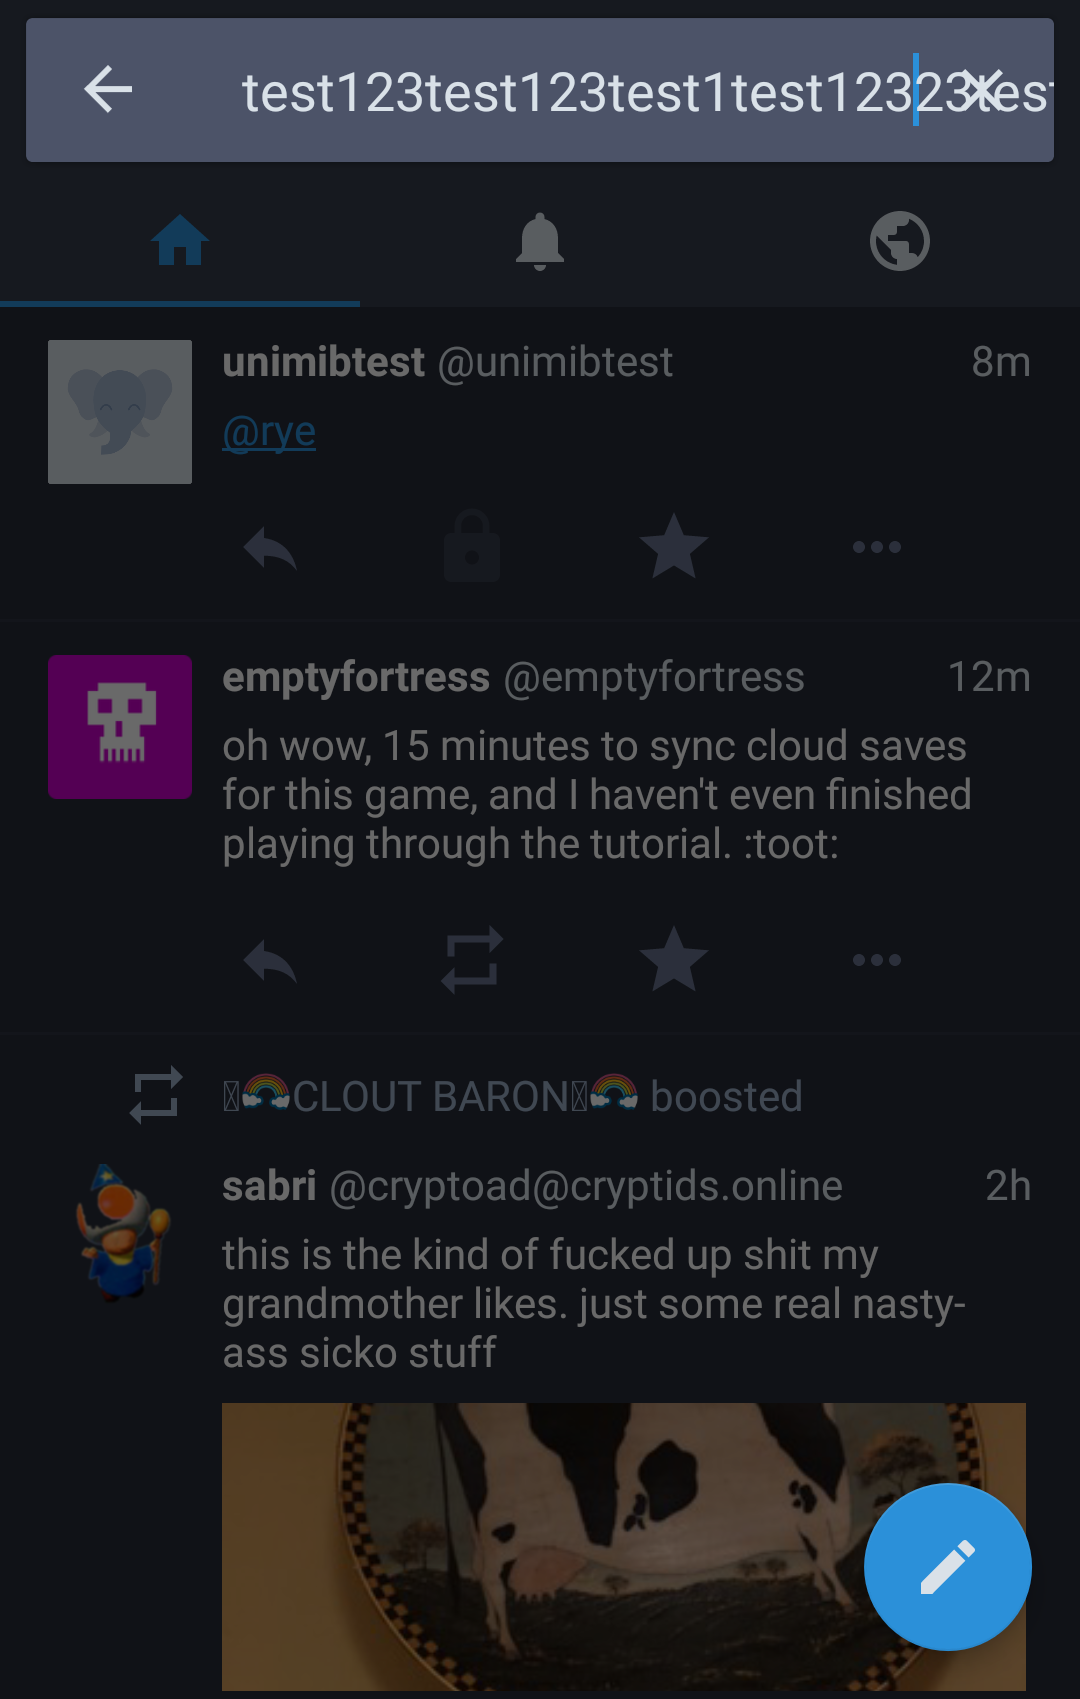 test123test123test1test12323test
unimibtest @unimibtest 8m
@rye
emptyfortress @emptyfortress 12m
oh wow, 15 minutes to sync cloud saves
for this game, and I haven't even finished
playing through the tutorial. :toot:
🌈CLOUT BARON🌈 boosted
sabri @cryptoad@cryptids.online 2h
this is the kind of fucked up shit my
grandmother likes. just some real nasty-
ass sicko stuff